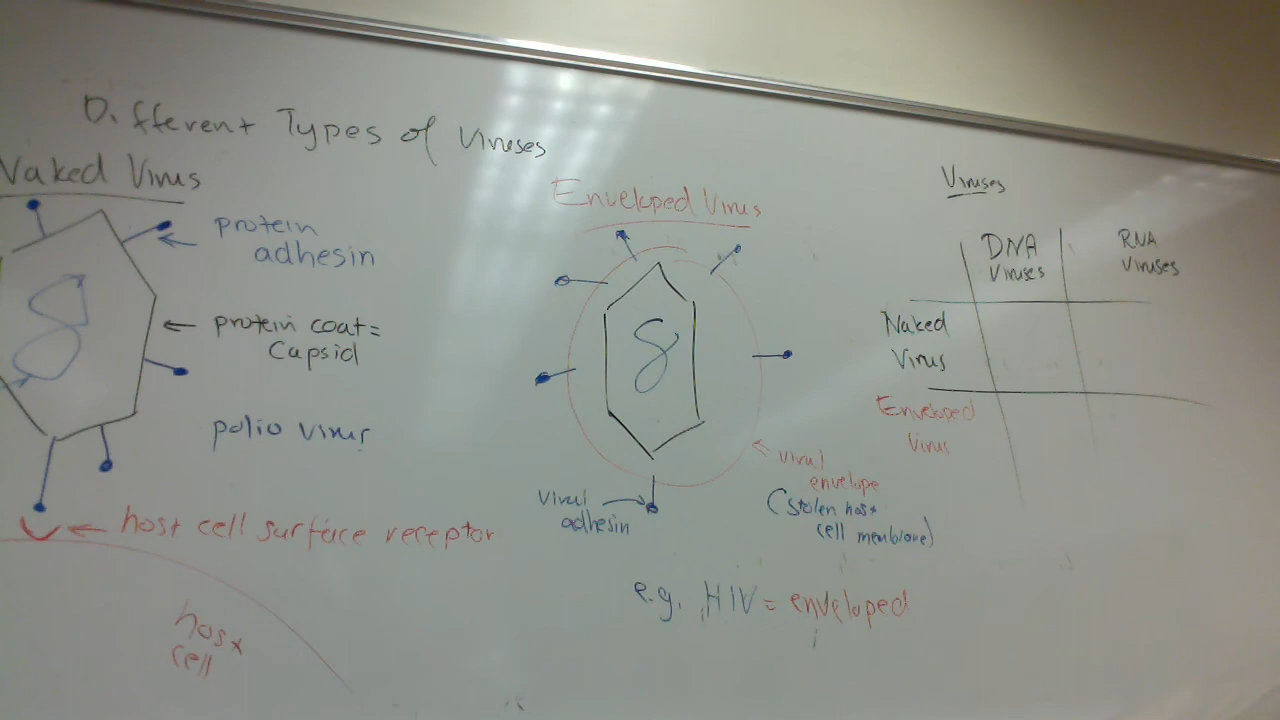 Different Types of Viruses
Naked Virus
protein
adhesin
protein coat =
Capsid
polio virus
host cell surface receptor
host
cell
Enveloped Virus
viral
envelope
(stolen host
cell membrane)
viral
adhesin
e.g. HIV = enveloped
Viruses
DNA
Viruses
RNA
Viruses
Naked
Virus
Enveloped
Virus